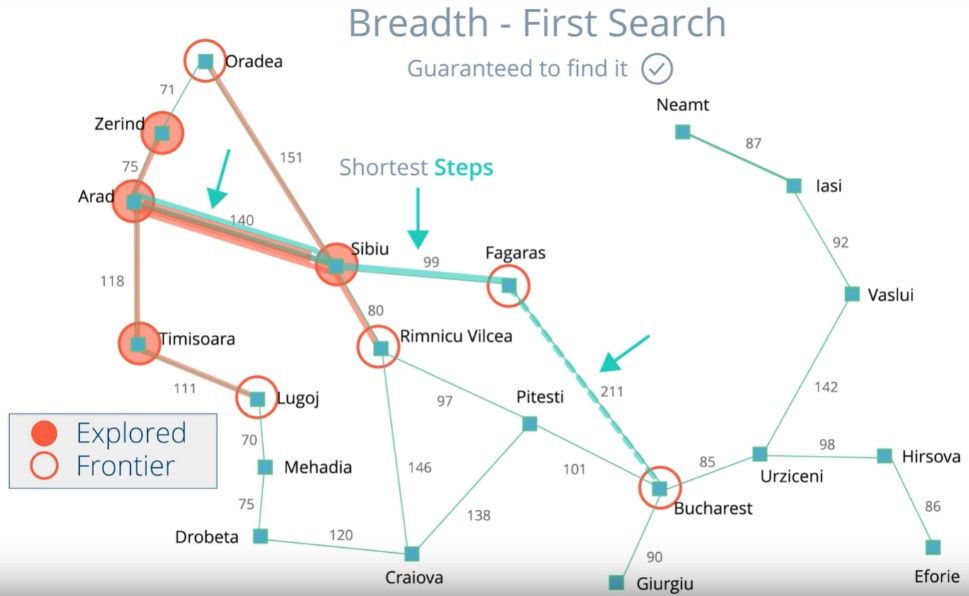 Breadth - First Search
Guaranteed to find it
Oradea
71
Neamt
Zerind
87
151
75
Shortest Steps
Iasi
Arad
140
Sibiu
92
Fagaras
99
118
Vaslui
80
Timisoara
Rimnicu Vilcea
111
211
142
Lugoj
97
Pitesti
Explored
70
Frontier
Mehadia
146
101
85
98
Hirsova
Urziceni
75
138
Bucharest
86
Drobeta
120
90
Craiova
Giurgiu
Eforie